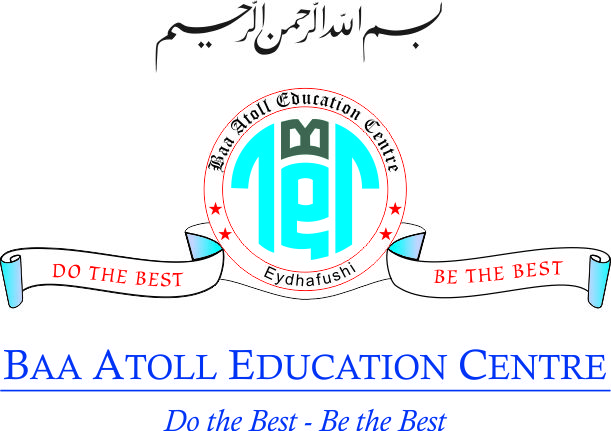 بسم الله الرحمن الرحيم
Baa Atoll Education Centre
B
Eydhafushi
DO THE BEST
BE THE BEST
BAA ATOLL EDUCATION CENTRE
Do the Best - Be the Best